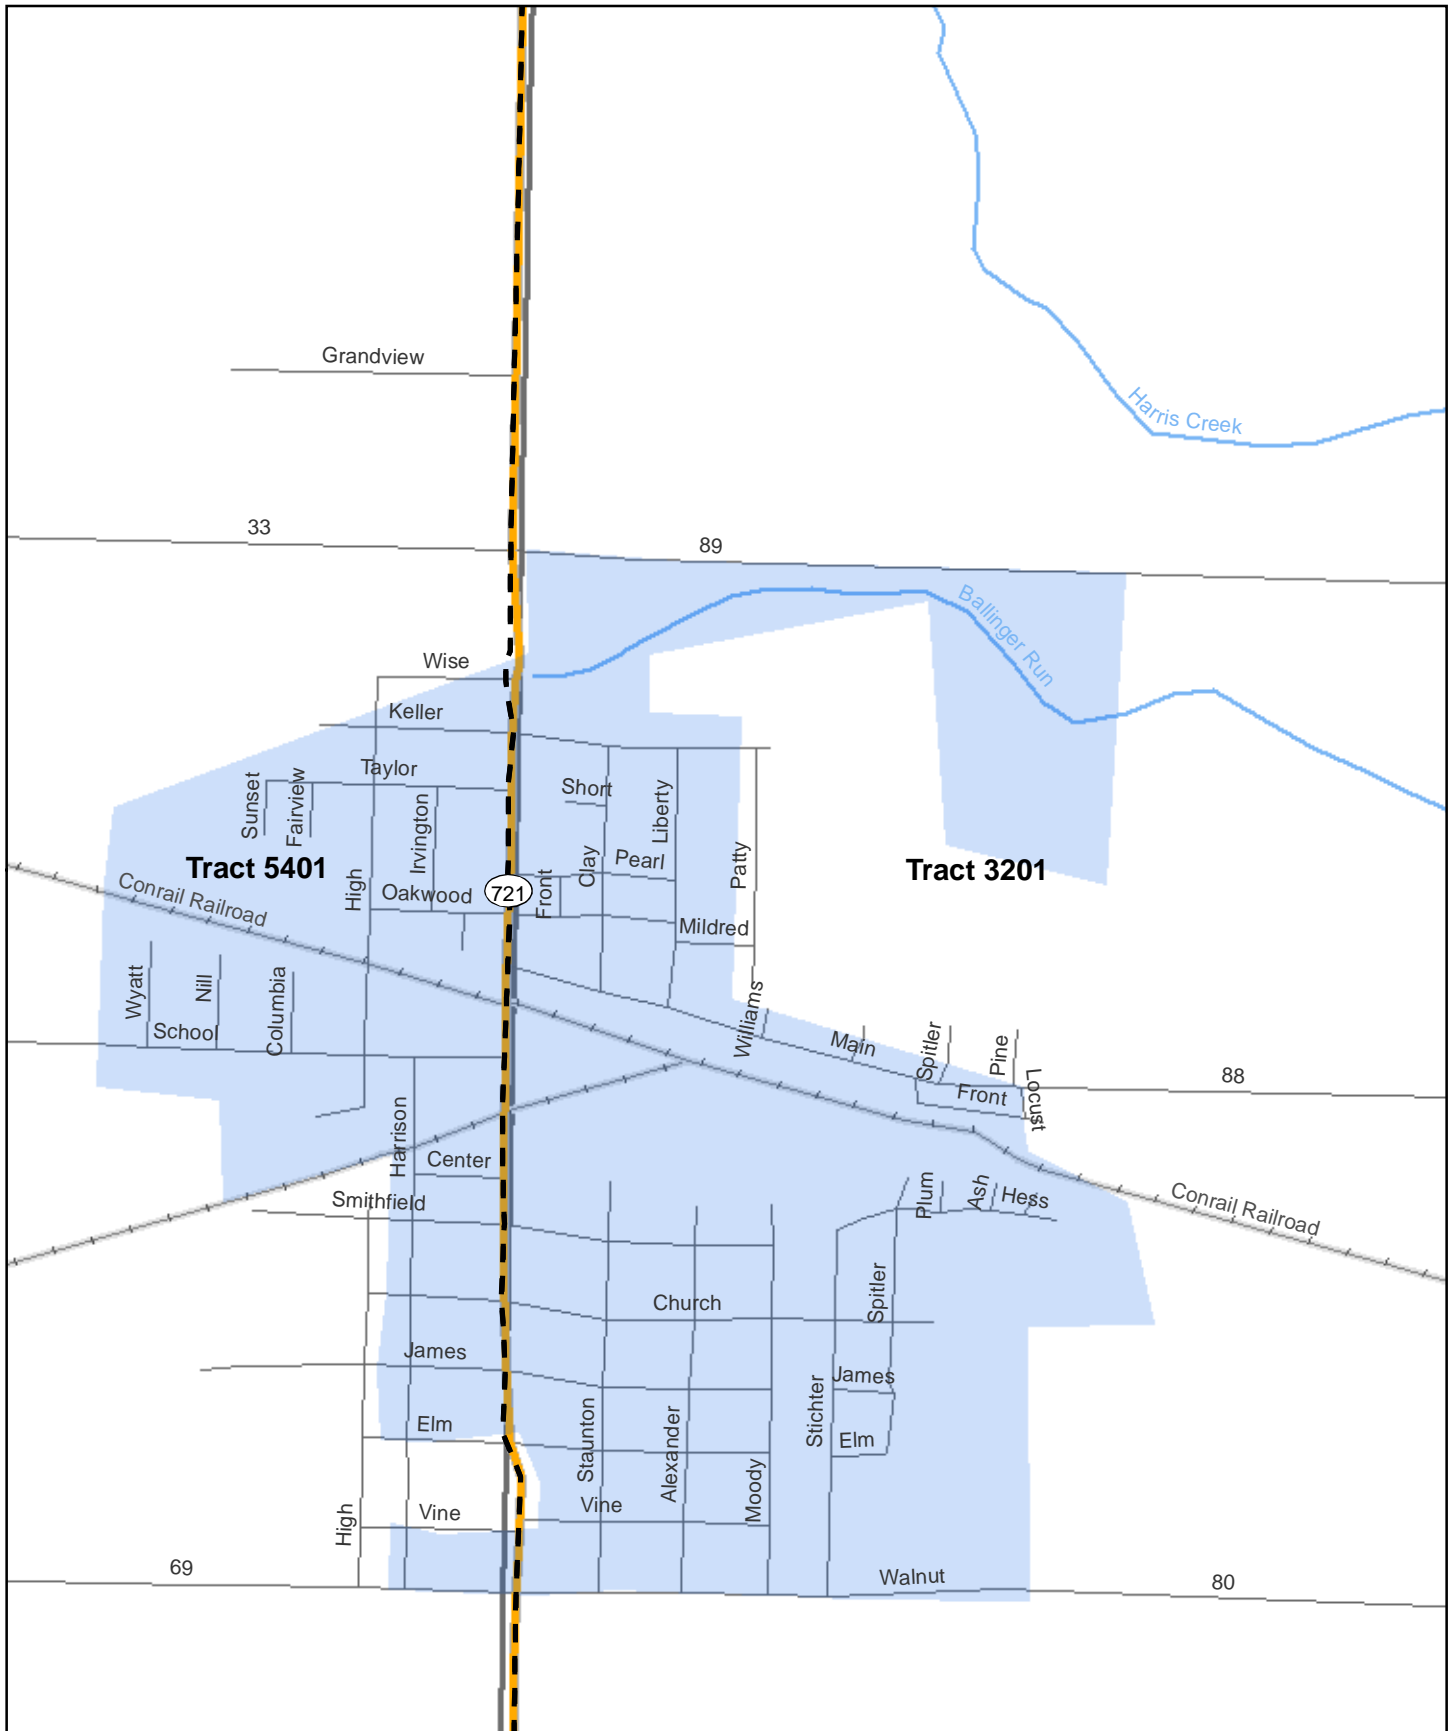 Grandview
Harris Creek
33
89
Ballinger Run
Wise
Keller
Taylor
Sunset
Fairview
Irvington
Short
Liberty
Tract 5401
Tract 3201
Conrail Railroad
High
Oakwood
721
Front
Clay
Pearl
Patty
Mildred
Wyatt
Nill
Columbia
School
Williams
Main
Spitler
Pine
Locust
Front
88
Harrison
Center
Smithfield
Plum
Ash
Hess
Conrail Railroad
Spitler
Church
James
James
Stichter
Elm
Elm
Staunton
Alexander
Moody
High
Vine
Vine
69
Walnut
80